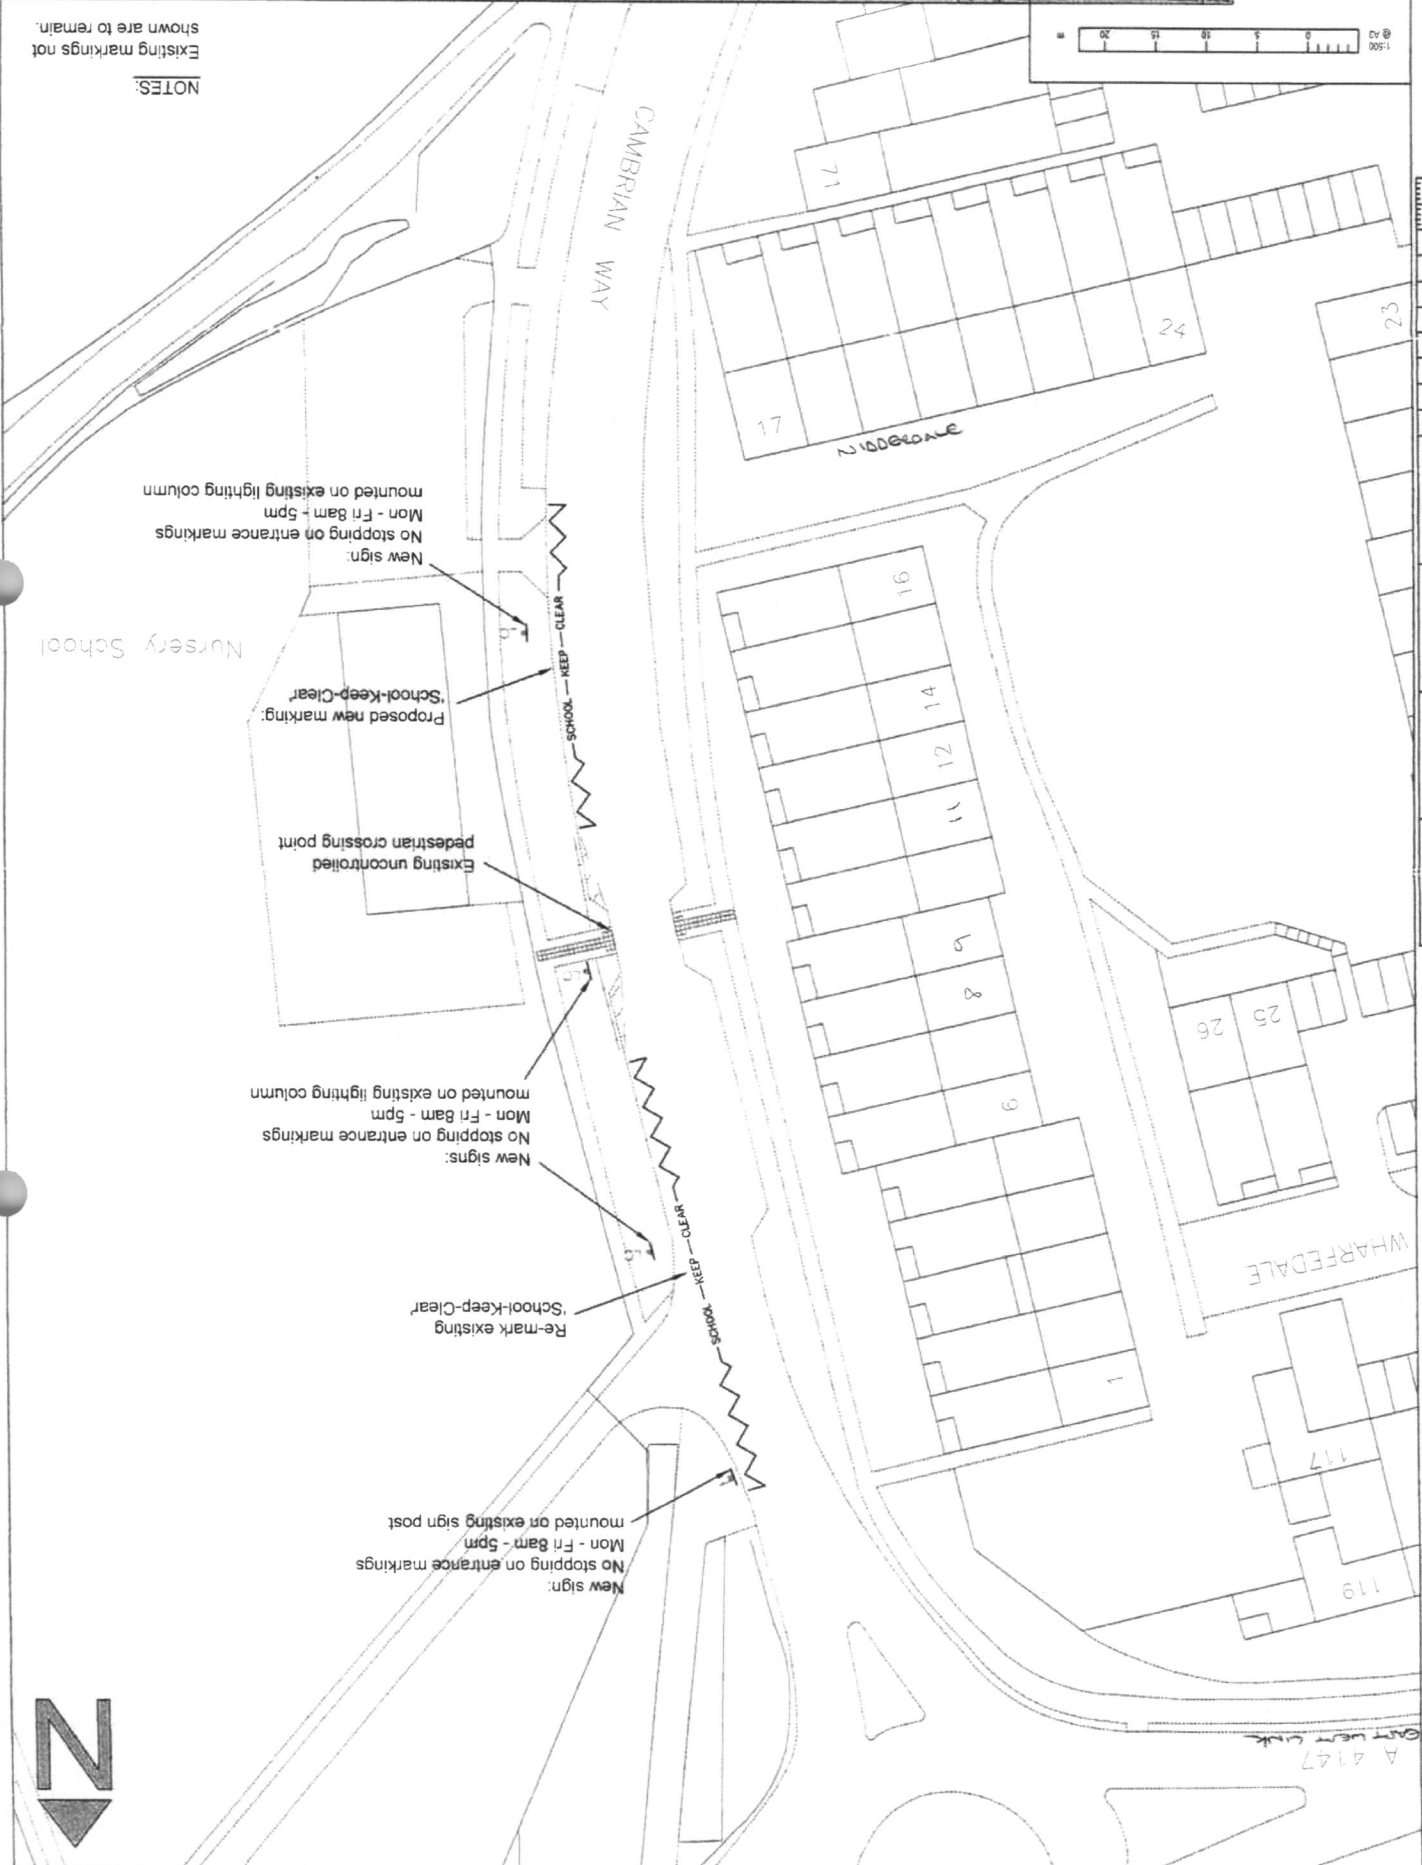 A 4147
EAST WEST LINK
N
119
117
New sign:
No stopping on entrance markings
Mon - Fri 8am - 5pm
mounted on existing sign post
1
Re-mark existing
'School-Keep-Clear'
SCHOOL KEEP CLEAR
WHARFEDALE
New signs:
No stopping on entrance markings
Mon - Fri 8am - 5pm
mounted on existing lighting column
6
26
25
8
9
Existing uncontrolled
pedestrian crossing point
11
12
14
16
Proposed new marking:
'School-Keep-Clear'
SCHOOL KEEP CLEAR
Nursery School
New sign:
No stopping on entrance markings
Mon - Fri 8am - 5pm
mounted on existing lighting column
NIDDERDALE
17
24
23
CAMBRIAN WAY
71
NOTES:
Existing markings not
shown are to remain.
1:500
@ A3
0
5
10
15
20
m